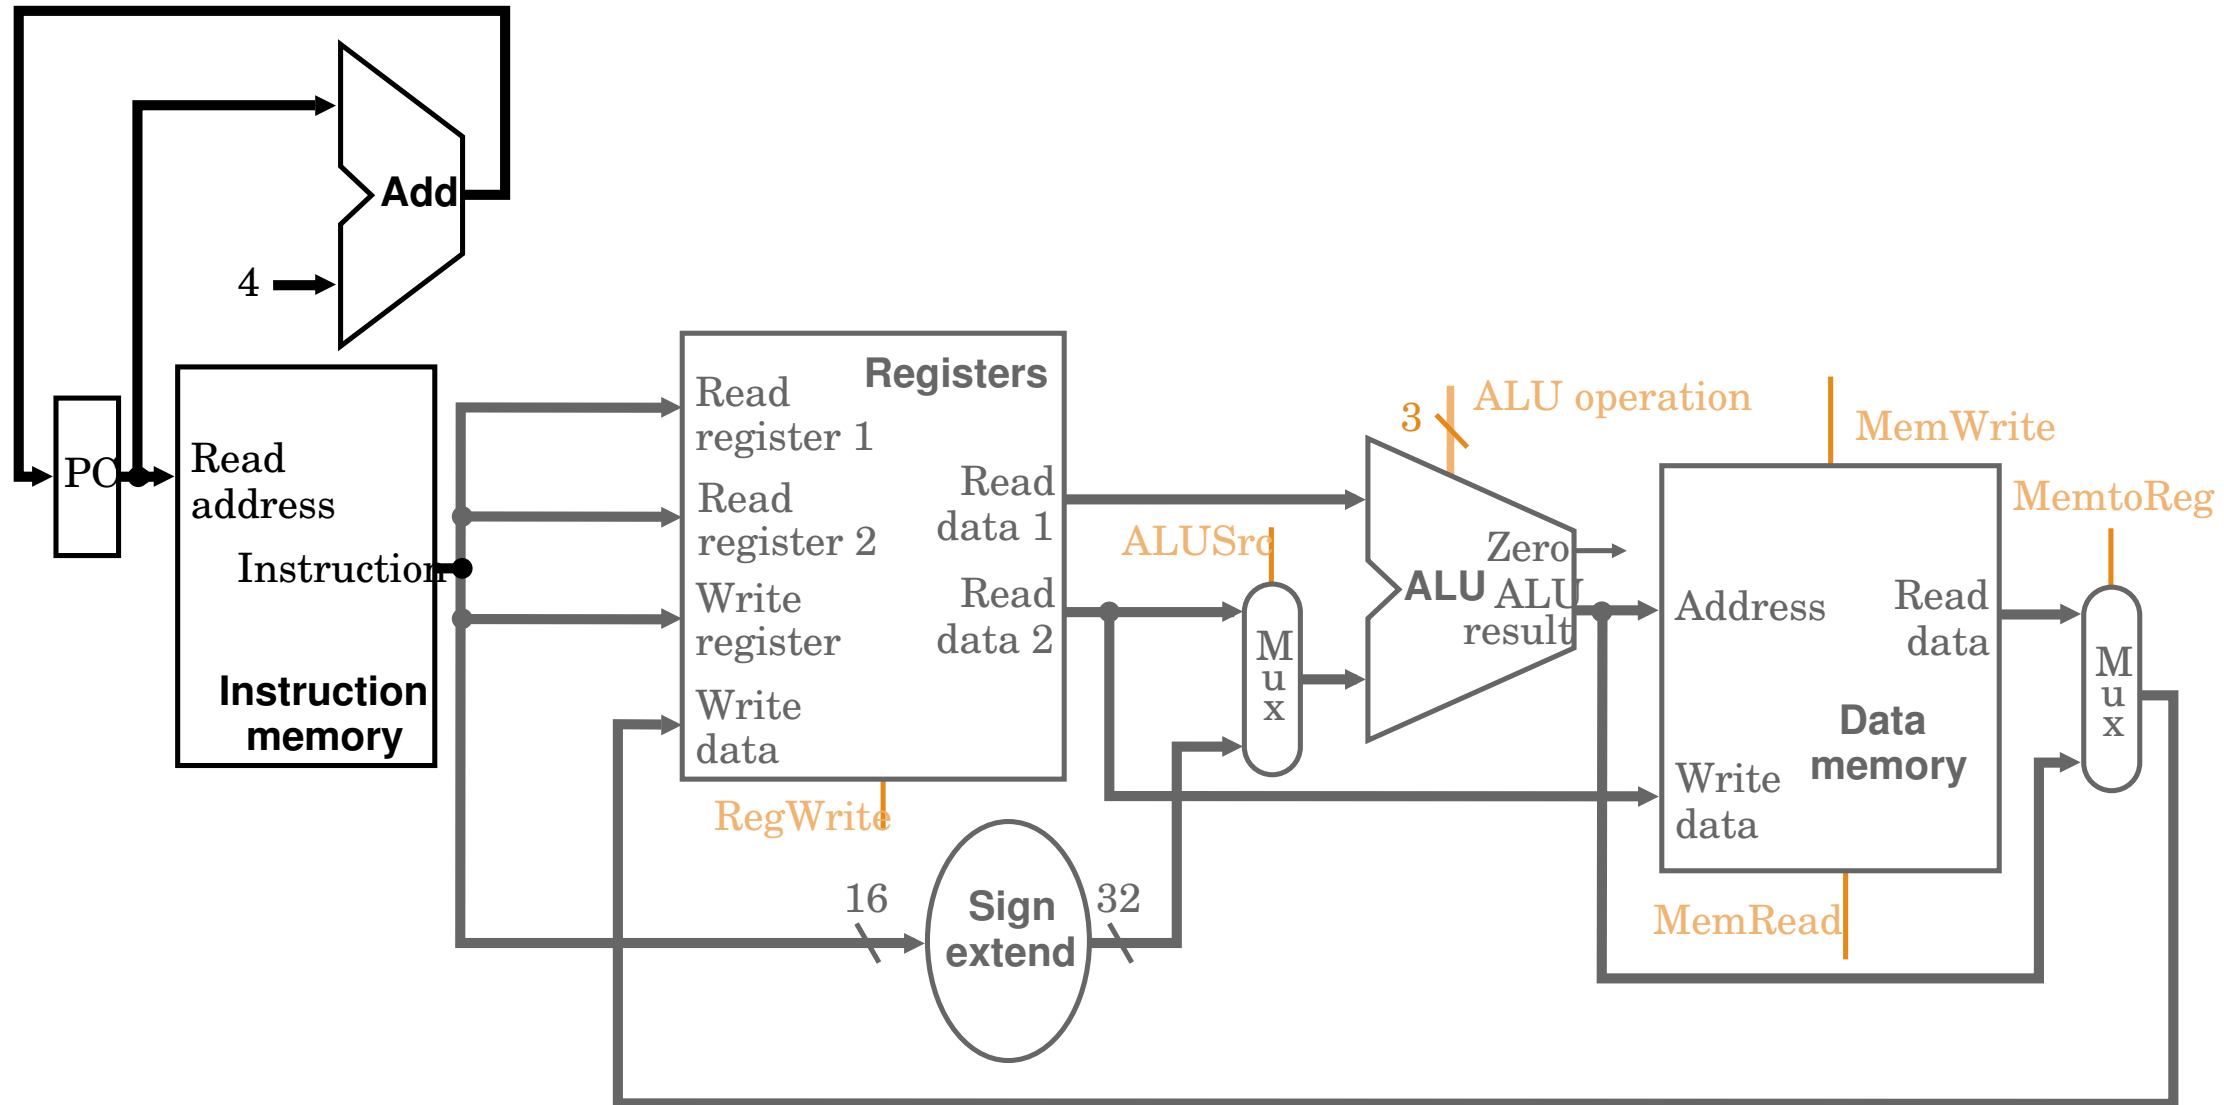 Add
4
PC
Read
address
Instruction
Instruction
memory
Registers
Read
register 1
Read
register 2
Write
register
Write
data
Read
data 1
Read
data 2
RegWrite
16
Sign
extend
32
ALUSrc
M
u
x
3
ALU operation
Zero
ALU
ALU
result
MemWrite
Address
Read
data
Write
data
Data
memory
MemRead
MemtoReg
M
u
x